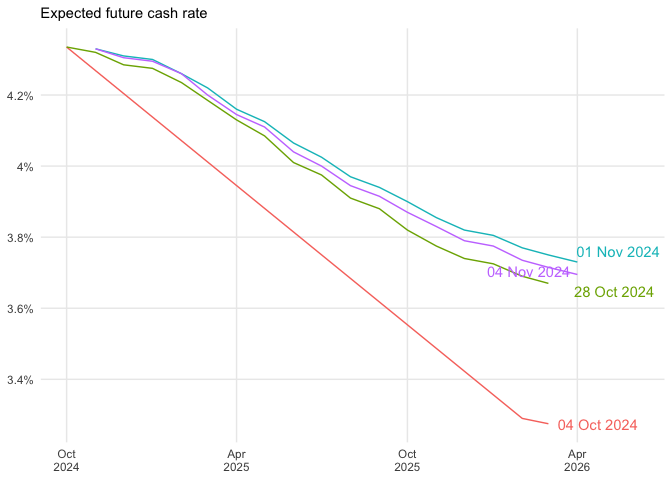 Expected future cash rate
4.2%
4%
3.8%
3.6%
3.4%
01 Nov 2024
04 Nov 2024
28 Oct 2024
04 Oct 2024
Oct
2024
Apr
2025
Oct
2025
Apr
2026